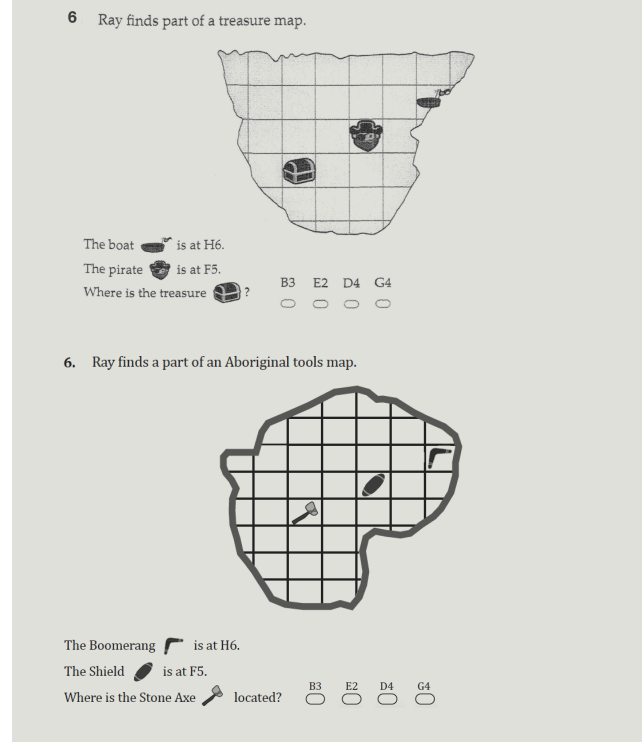 6 Ray finds part of a treasure map.
The boat is at H6.
The pirate is at F5.
Where is the treasure ?
B3 E2 D4 G4
6. Ray finds a part of an Aboriginal tools map.
The Boomerang is at H6.
The Shield is at F5.
Where is the Stone Axe located?
B3 E2 D4 G4